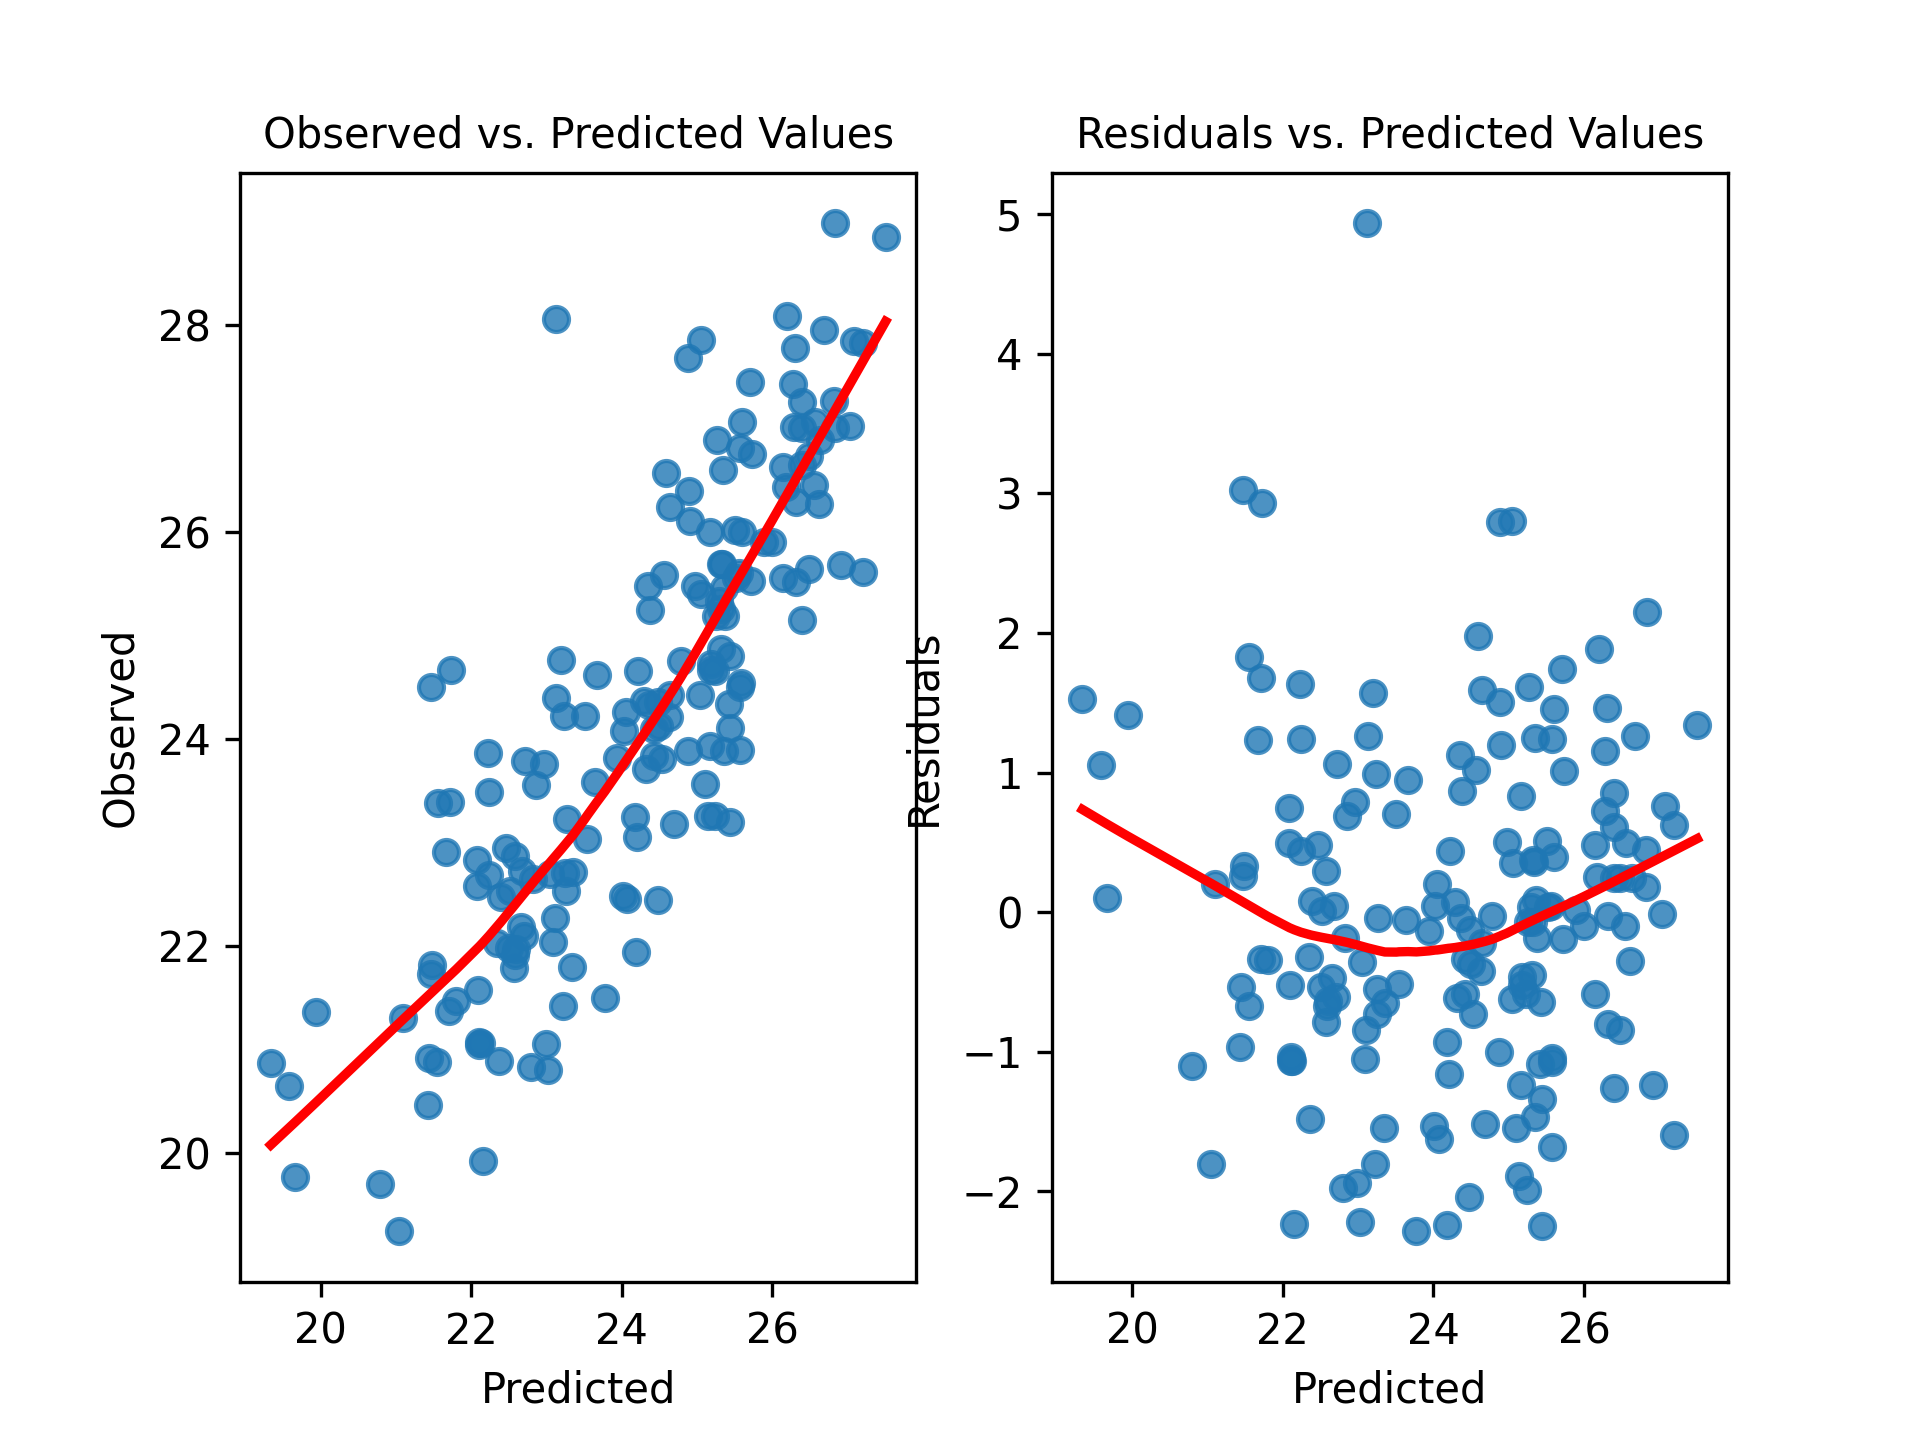 Observed vs. Predicted Values
Observed
28
26
24
22
20
20 22 24 26
Predicted
Residuals vs. Predicted Values
Residuals
5
4
3
2
1
0
−1
−2
20 22 24 26
Predicted